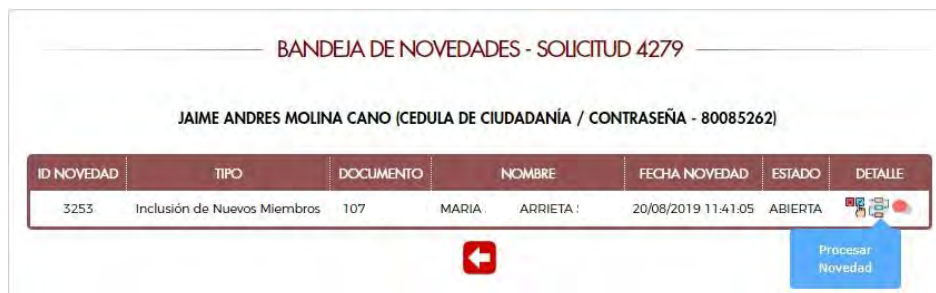 BANDEJA DE NOVEDADES - SOLICITUD 4279
JAIME ANDRES MOLINA CANO (CEDULA DE CIUDADANÍA / CONTRASEÑA - 80085262)
ID NOVEDAD TIPO DOCUMENTO NOMBRE FECHA NOVEDAD ESTADO DETALLE
3253 Inclusión de Nuevos Miembros 107 MARIA ARRIETA 20/08/2019 11:41:05 ABIERTA
Procesar
Novedad